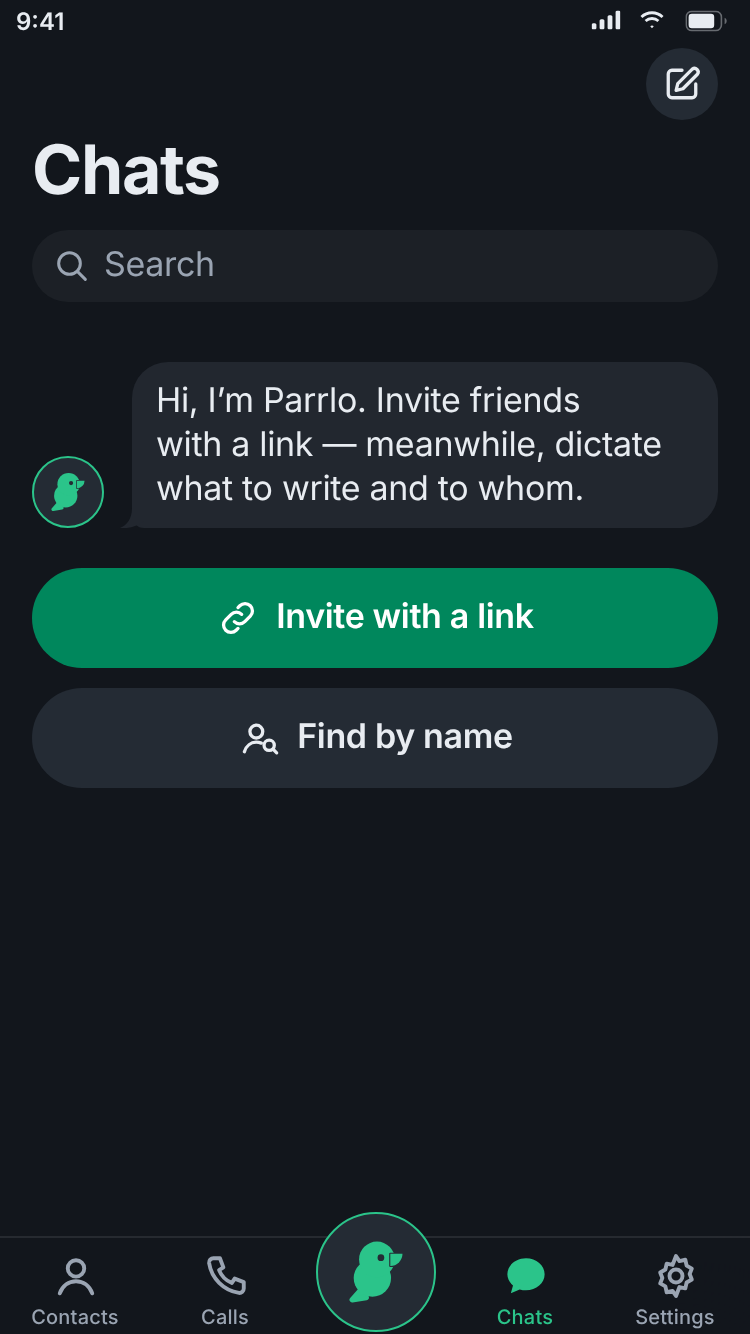 9:41
Chats
Search
Hi, I’m Parrlo. Invite friends
with a link — meanwhile, dictate
what to write and to whom.
Invite with a link
Find by name
Contacts
Calls
Chats
Settings